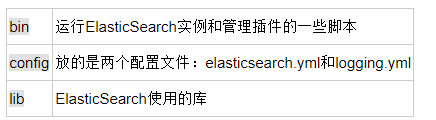 bin 运行ElasticSearch实例和管理插件的一些脚本
config 放的是两个配置文件：elasticsearch.yml和logging.yml
lib ElasticSearch使用的库